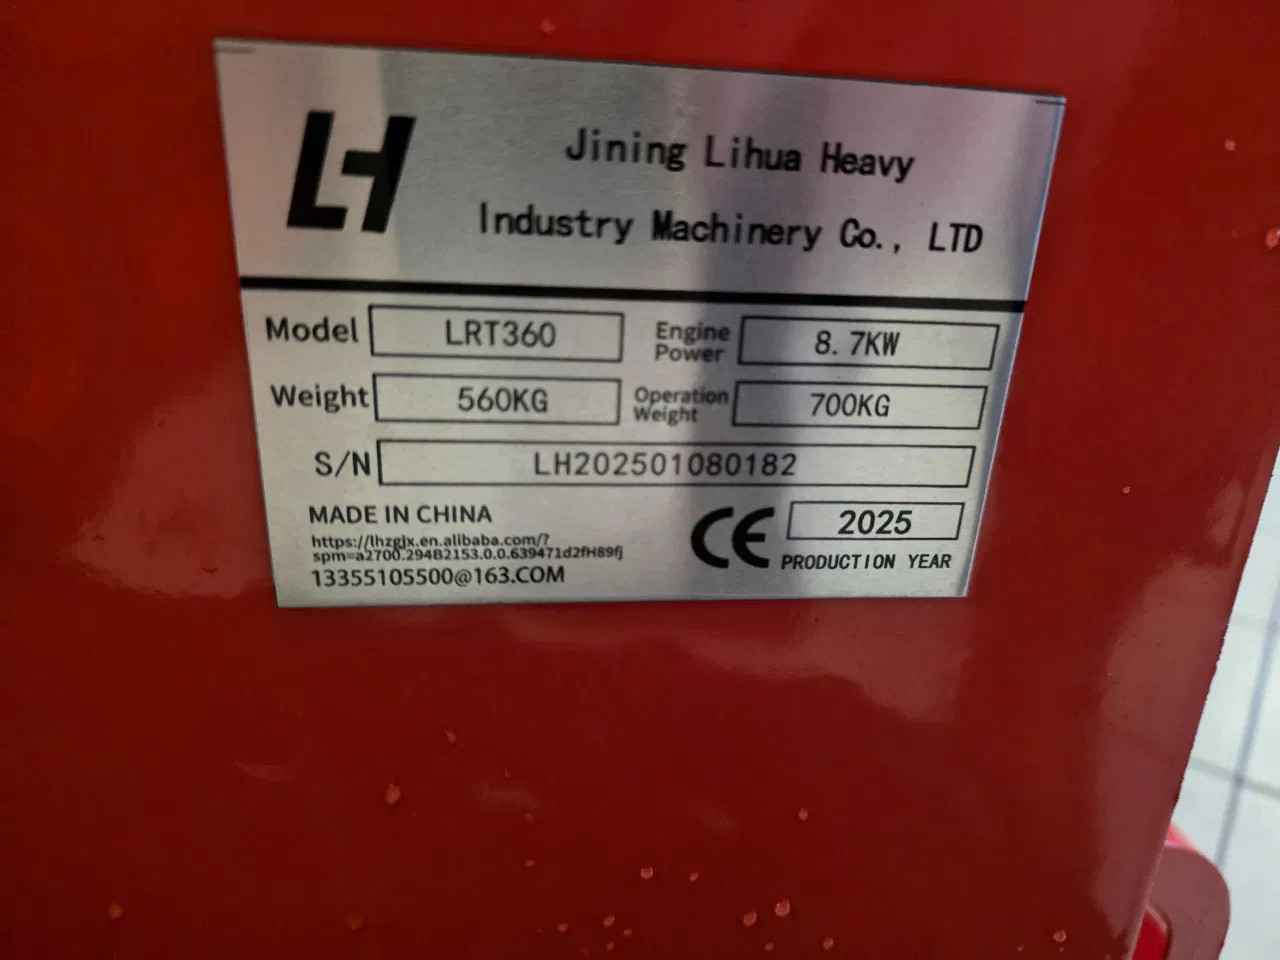 LH
Jining Lihua Heavy
Industry Machinery Co., LTD
Model LRT360 Engine Power 8.7KW
Weight 560KG Operation Weight 700KG
S/N LH202501080182
MADE IN CHINA
https://lhzgjx.en.alibaba.com/?
spm=a2700.294B2153.0.0.639471d2fH89fj
13355105500@163.COM
CE 2025
PRODUCTION YEAR